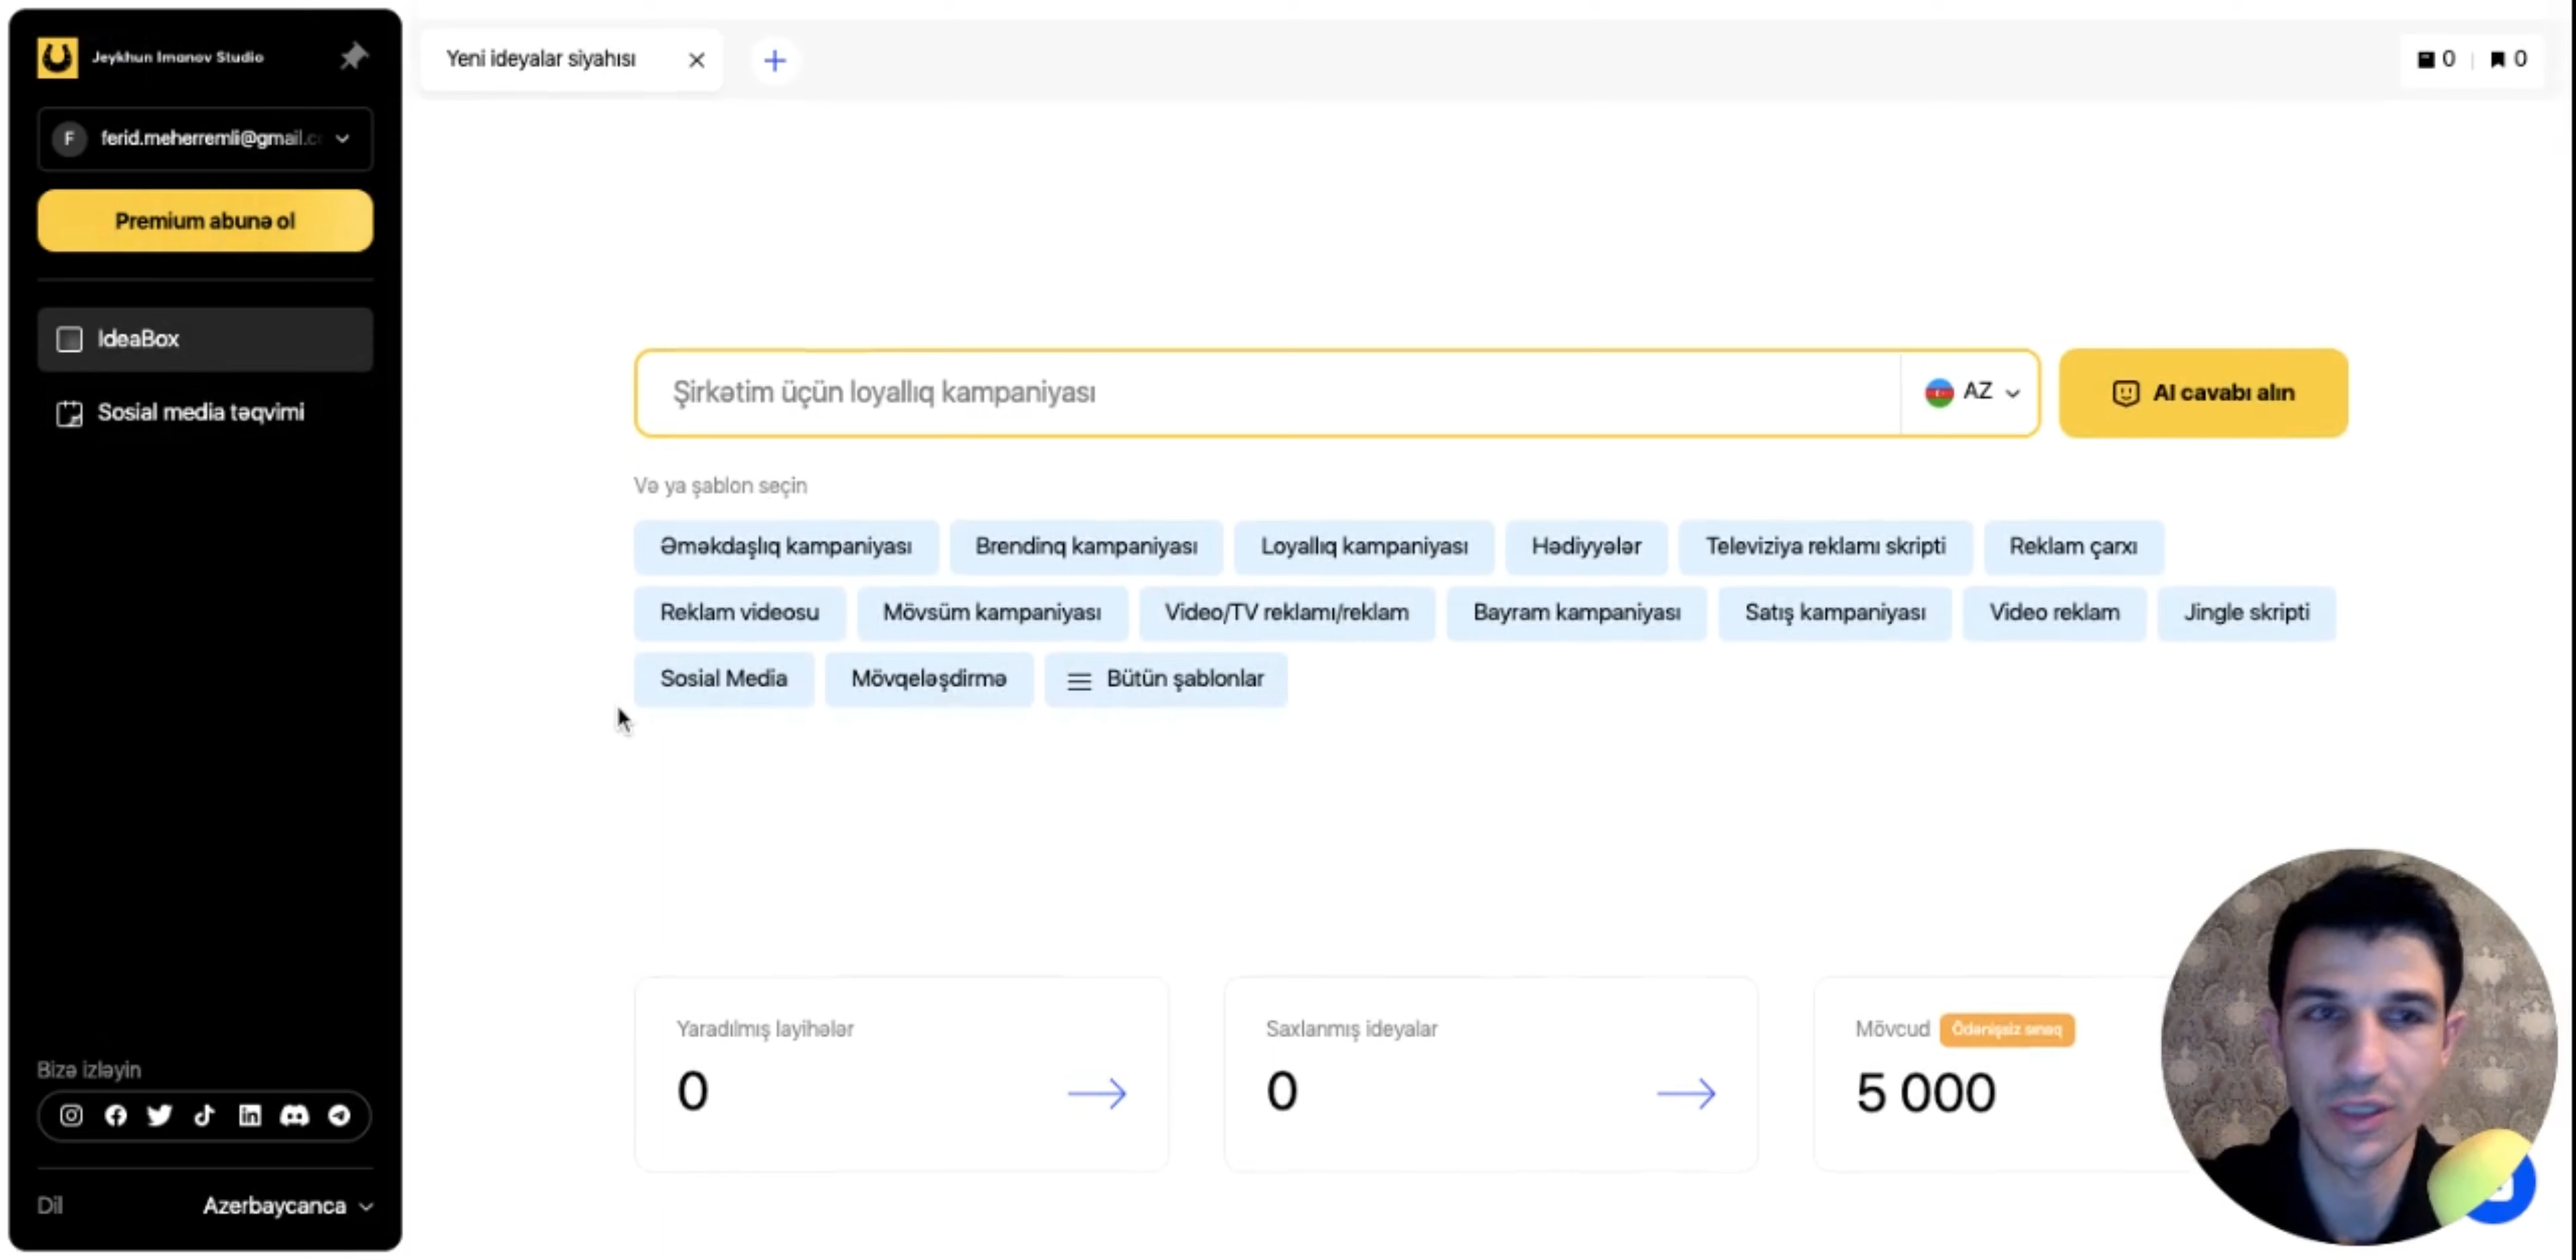 Jeykhun Imanov Studio
F ferid.meherremli@gmail.c
Premium abunə ol
IdeaBox
Sosial media təqvimi
Bizə izləyin
Dil Azerbaycanca
Yeni ideyalar siyahısı
0 | 0
Şirkətim üçün loyallıq kampaniyası
AZ
AI cavabı alın
Və ya şablon seçin
Əməkdaşlıq kampaniyası Brendinq kampaniyası Loyallıq kampaniyası Hədiyyələr Televiziya reklamı skripti Reklam çarxı
Reklam videosu Mövsüm kampaniyası Video/TV reklamı/reklam Bayram kampaniyası Satış kampaniyası Video reklam Jingle skripti
Sosial Media Mövqeləşdirmə Bütün şablonlar
Yaradılmış layihələr
0
Saxlanmış ideyalar
0
Mövcud Ödənişsiz sınaq
5 000